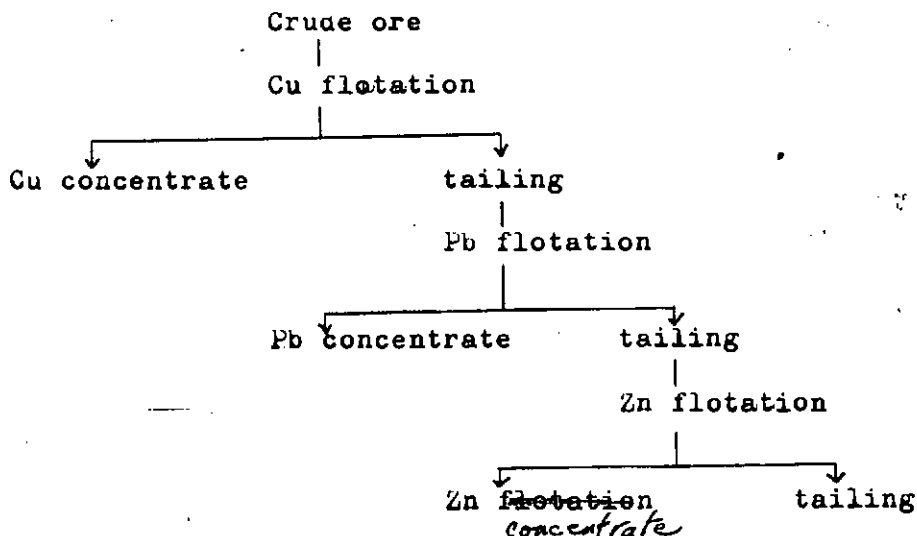 Crude ore
Cu flotation
Cu concentrate tailing
Pb flotation
Pb concentrate tailing
Zn flotation
Zn flotation tailing
concentrate